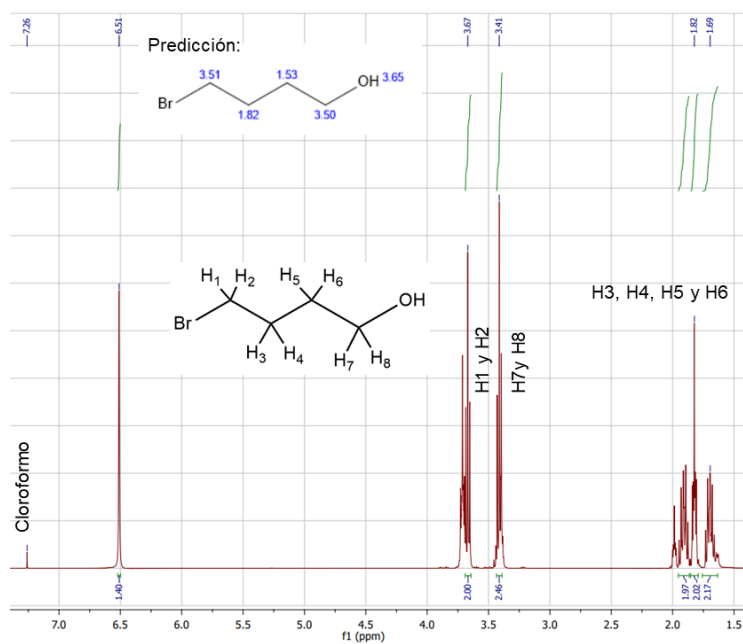 7.26
6.51
3.67
3.41
1.82
1.69
Predicción:
3.51
1.53
OH 3.65
Br
1.82
3.50
H1
H2
H5
H6
OH
Br
H3
H4
H7
H8
H1 y H2
H7y H8
H3, H4, H5 y H6
Cloroformo
1.40
2.00
2.46
1.97
2.02
2.17
7.0 6.5 6.0 5.5 5.0 4.5 4.0 3.5 3.0 2.5 2.0 1.5
f1 (ppm)